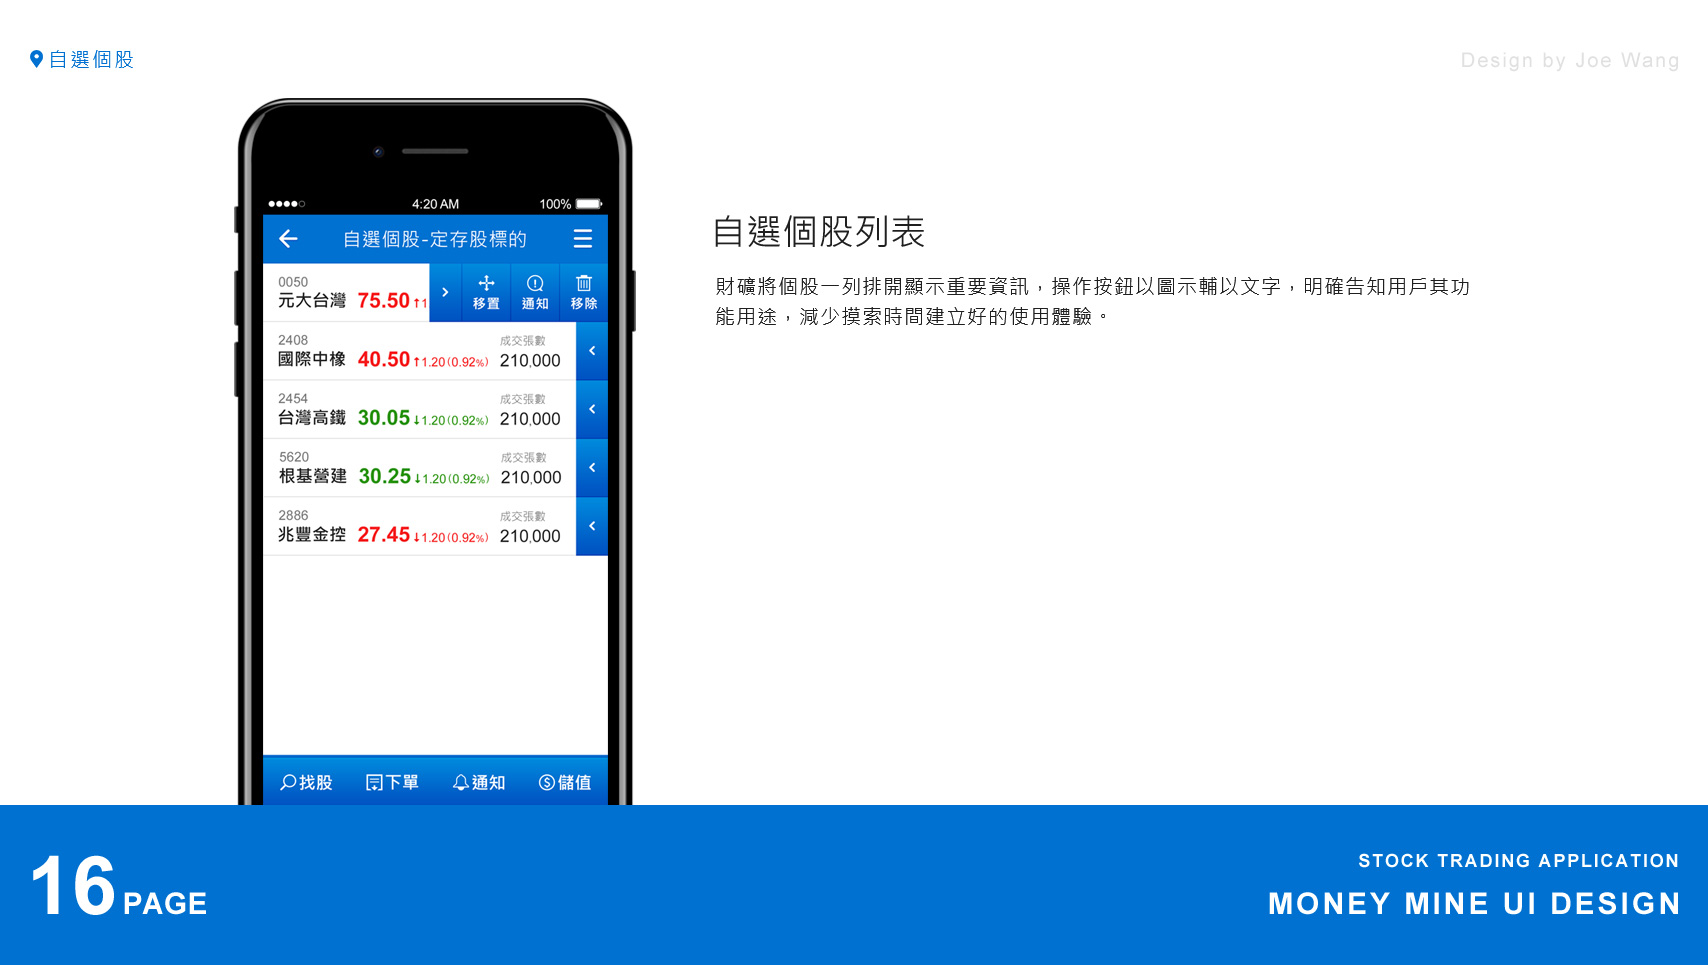 自選個股
Design by Joe Wang
4:20 AM
100%
自選個股-定存股標的
0050
元大台灣 75.50 ↑1
移置 通知 移除
2408 成交張數
國際中橡 40.50 ↑1.20(0.92%) 210,000
2454 成交張數
台灣高鐵 30.05 ↓1.20(0.92%) 210,000
5620 成交張數
根基營建 30.25 ↓1.20(0.92%) 210,000
2886 成交張數
兆豐金控 27.45 ↓1.20(0.92%) 210,000
找股 下單 通知 儲值
自選個股列表
財礦將個股一列排開顯示重要資訊，操作按鈕以圖示輔以文字，明確告知用戶其功
能用途，減少摸索時間建立好的使用體驗。
16 PAGE
STOCK TRADING APPLICATION
MONEY MINE UI DESIGN